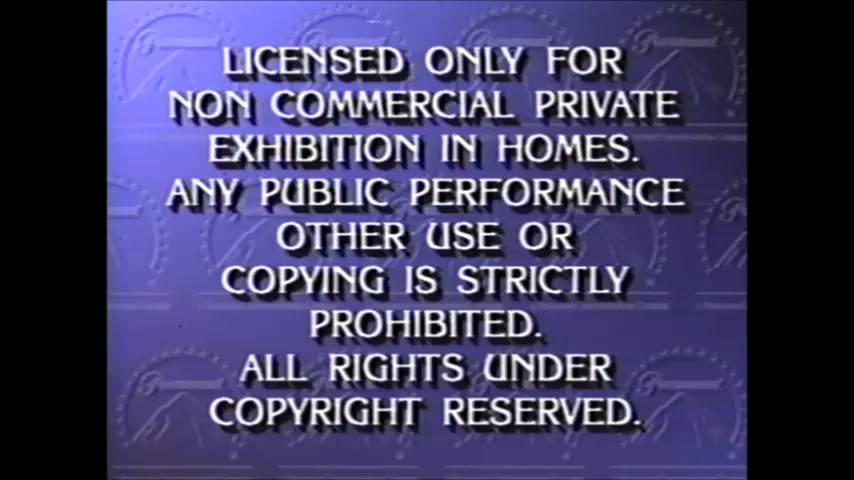 LICENSED ONLY FOR
NON COMMERCIAL PRIVATE
EXHIBITION IN HOMES.
ANY PUBLIC PERFORMANCE
OTHER USE OR
COPYING IS STRICTLY
PROHIBITED.
ALL RIGHTS UNDER
COPYRIGHT RESERVED.